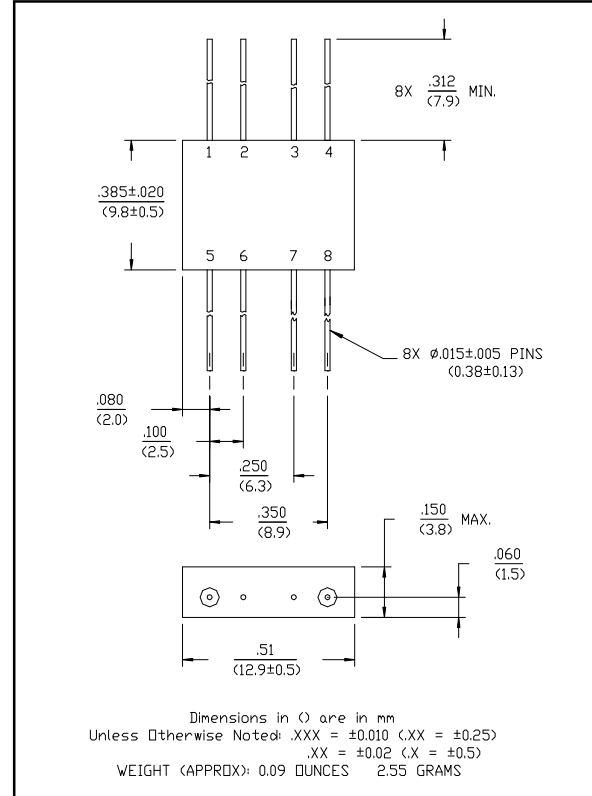 8X .312 MIN.
(7.9)
1 2 3 4
.385±.020
(9.8±0.5)
5 6 7 8
8X Ø.015±.005 PINS
(0.38±0.13)
.080
(2.0)
.100
(2.5)
.250
(6.3)
.350
(8.9)
.150 MAX.
(3.8)
.060
(1.5)
.51
(12.9±0.5)
Dimensions in () are in mm
Unless Otherwise Noted: .XXX = ±0.010 (.XX = ±0.25)
.XX = ±0.02 (.X = ±0.5)
WEIGHT (APPROX): 0.09 OUNCES 2.55 GRAMS